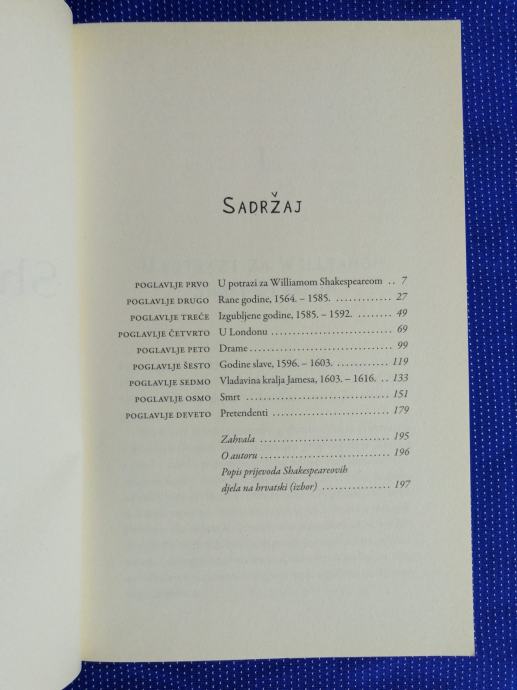 SADRŽAJ
POGLAVLJE PRVO U potrazi za Williamom Shakespeareom .. 7
POGLAVLJE DRUGO Rane godine, 1564. – 1585. ............. 27
POGLAVLJE TREĆE Izgubljene godine, 1585. – 1592. ........ 49
POGLAVLJE ČETVRTO U Londonu ........................... 69
POGLAVLJE PETO Drame ................................ 99
POGLAVLJE ŠESTO Godine slave, 1596. – 1603. ............ 119
POGLAVLJE SEDMO Vladavina kralja Jamesa, 1603. – 1616. .. 133
POGLAVLJE OSMO Smrt ................................ 151
POGLAVLJE DEVETO Pretendenti .......................... 179
Zahvala ............................. 195
O autoru ............................. 196
Popis prijevoda Shakespeareovih
djela na hrvatski (izbor) ................ 197